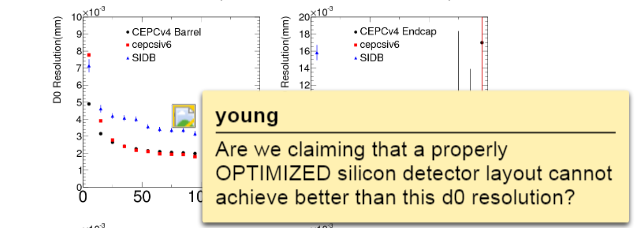 ×10⁻³
10
9
8
7
6
5
4
3
2
1
0
D0 Resolution(mm)
CEPCv4 Barrel
cepcsiv6
SIDB
0
50
×10⁻³
20
18
16
14
12
D0 Resolution(mm)
CEPCv4 Endcap
cepcsiv6
SIDB
young
Are we claiming that a properly
OPTIMIZED silicon detector layout cannot
achieve better than this d0 resolution?